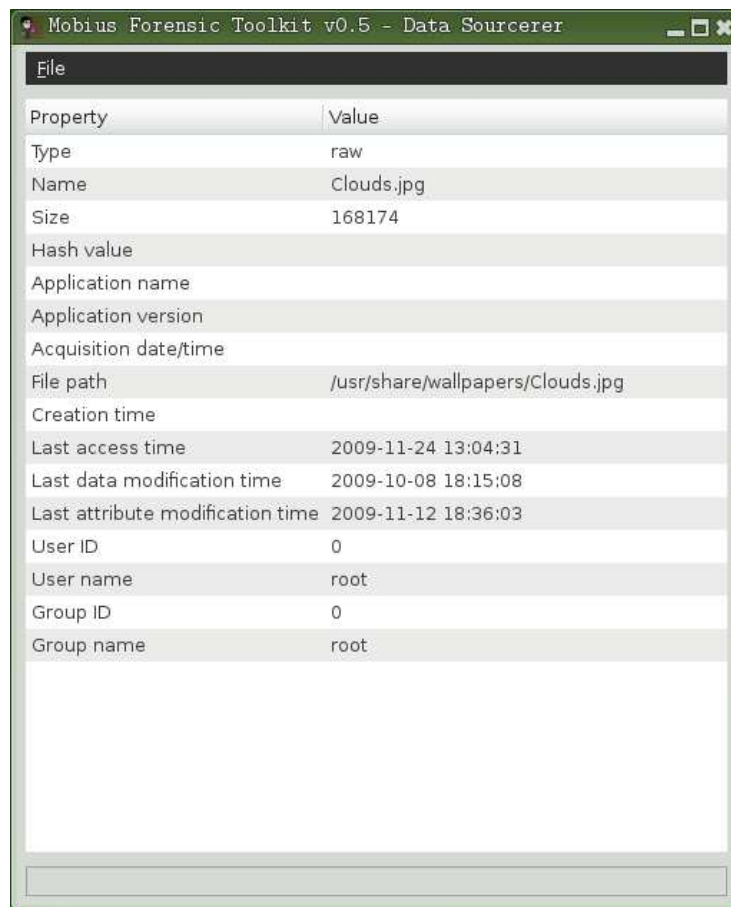 Mobius Forensic Toolkit v0.5 - Data Sourcerer
File
Property Value
Type raw
Name Clouds.jpg
Size 168174
Hash value
Application name
Application version
Acquisition date/time
File path /usr/share/wallpapers/Clouds.jpg
Creation time
Last access time 2009-11-24 13:04:31
Last data modification time 2009-10-08 18:15:08
Last attribute modification time 2009-11-12 18:36:03
User ID 0
User name root
Group ID 0
Group name root